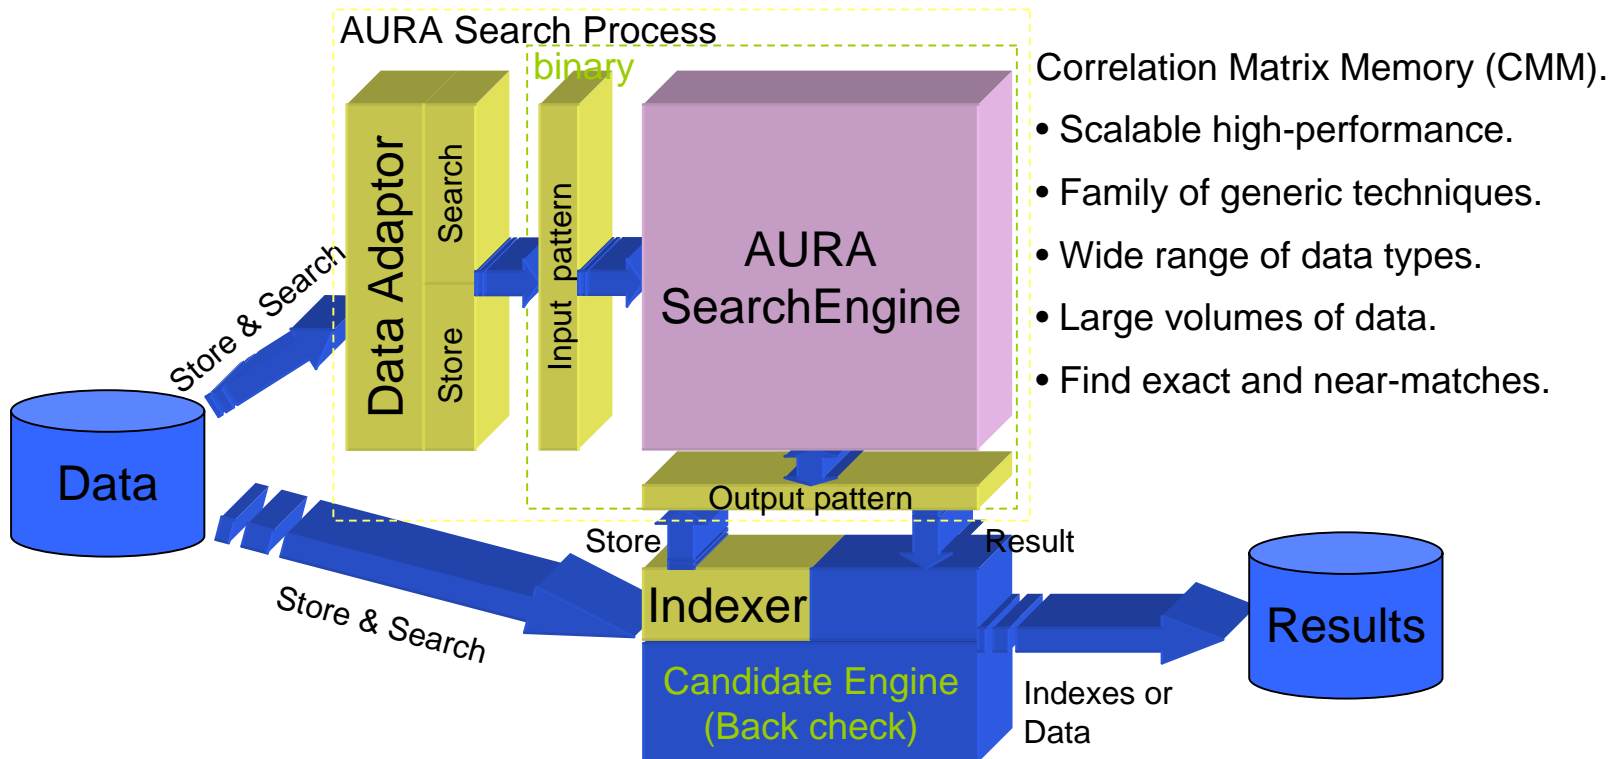 AURA Search Process
binary
Correlation Matrix Memory (CMM).
• Scalable high-performance.
• Family of generic techniques.
• Wide range of data types.
• Large volumes of data.
• Find exact and near-matches.
Data Adaptor
Search
Store
Input pattern
AURA
SearchEngine
Store & Search
Data
Output pattern
Store
Result
Store & Search
Indexer
Candidate Engine
(Back check)
Indexes or
Data
Results